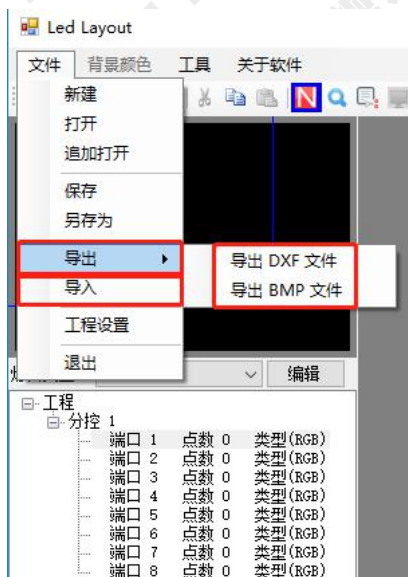 Led Layout
文件 背景颜色 工具 关于软件
新建
打开
追加打开
保存
另存为
导出
导出 DXF 文件
导入
导出 BMP 文件
工程设置
退出
编辑
工程
分控 1
端口 1 点数 0 类型(RGB)
端口 2 点数 0 类型(RGB)
端口 3 点数 0 类型(RGB)
端口 4 点数 0 类型(RGB)
端口 5 点数 0 类型(RGB)
端口 6 点数 0 类型(RGB)
端口 7 点数 0 类型(RGB)
端口 8 点数 0 类型(RGB)